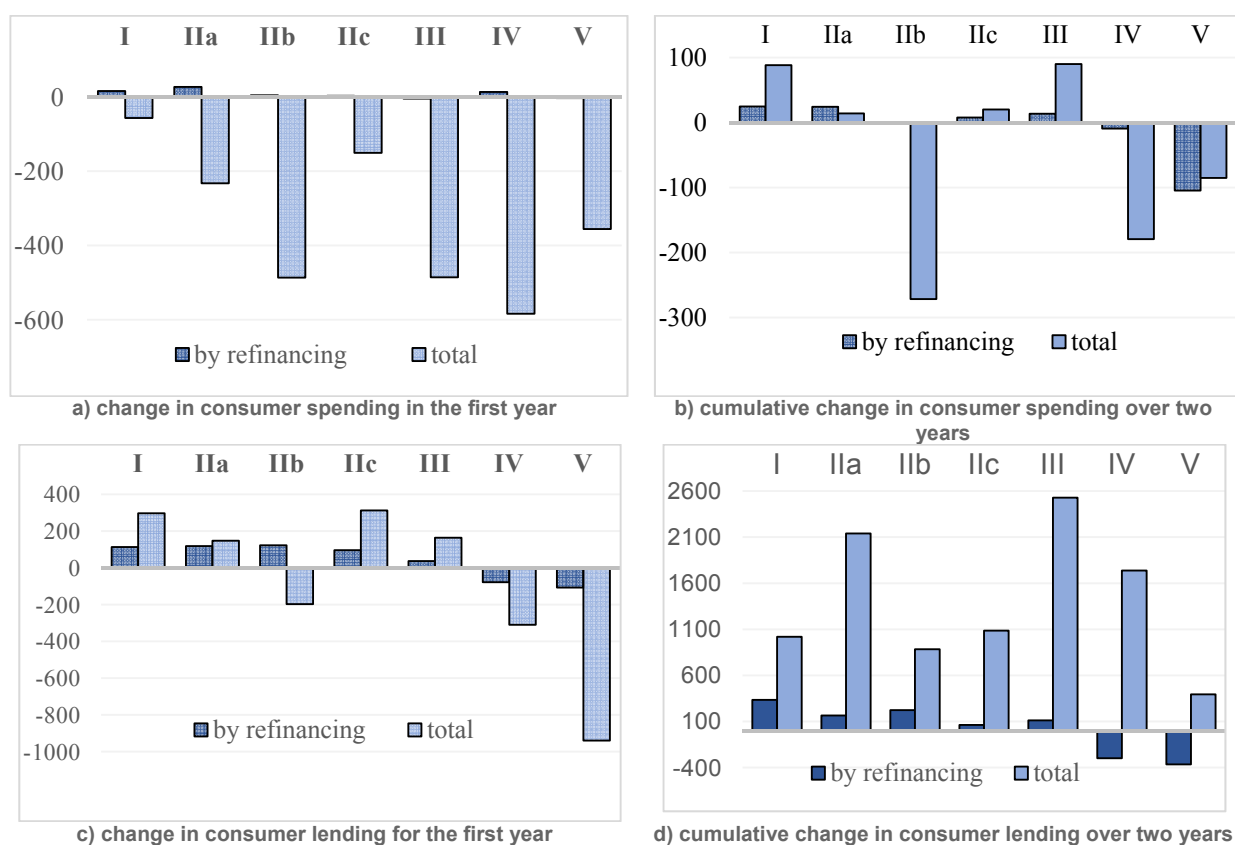 I IIa IIb IIc III IV V
0
-200
-400
-600
by refinancing total
a) change in consumer spending in the first year
I IIa IIb IIc III IV V
100
0
-100
-200
-300
by refinancing total
b) cumulative change in consumer spending over two
years
I IIa IIb IIc III IV V
400
200
0
-200
-400
-600
-800
-1000
by refinancing total
c) change in consumer lending for the first year
I IIa IIb IIc III IV V
2600
2100
1600
1100
600
100
-400
by refinancing total
d) cumulative change in consumer lending over two years